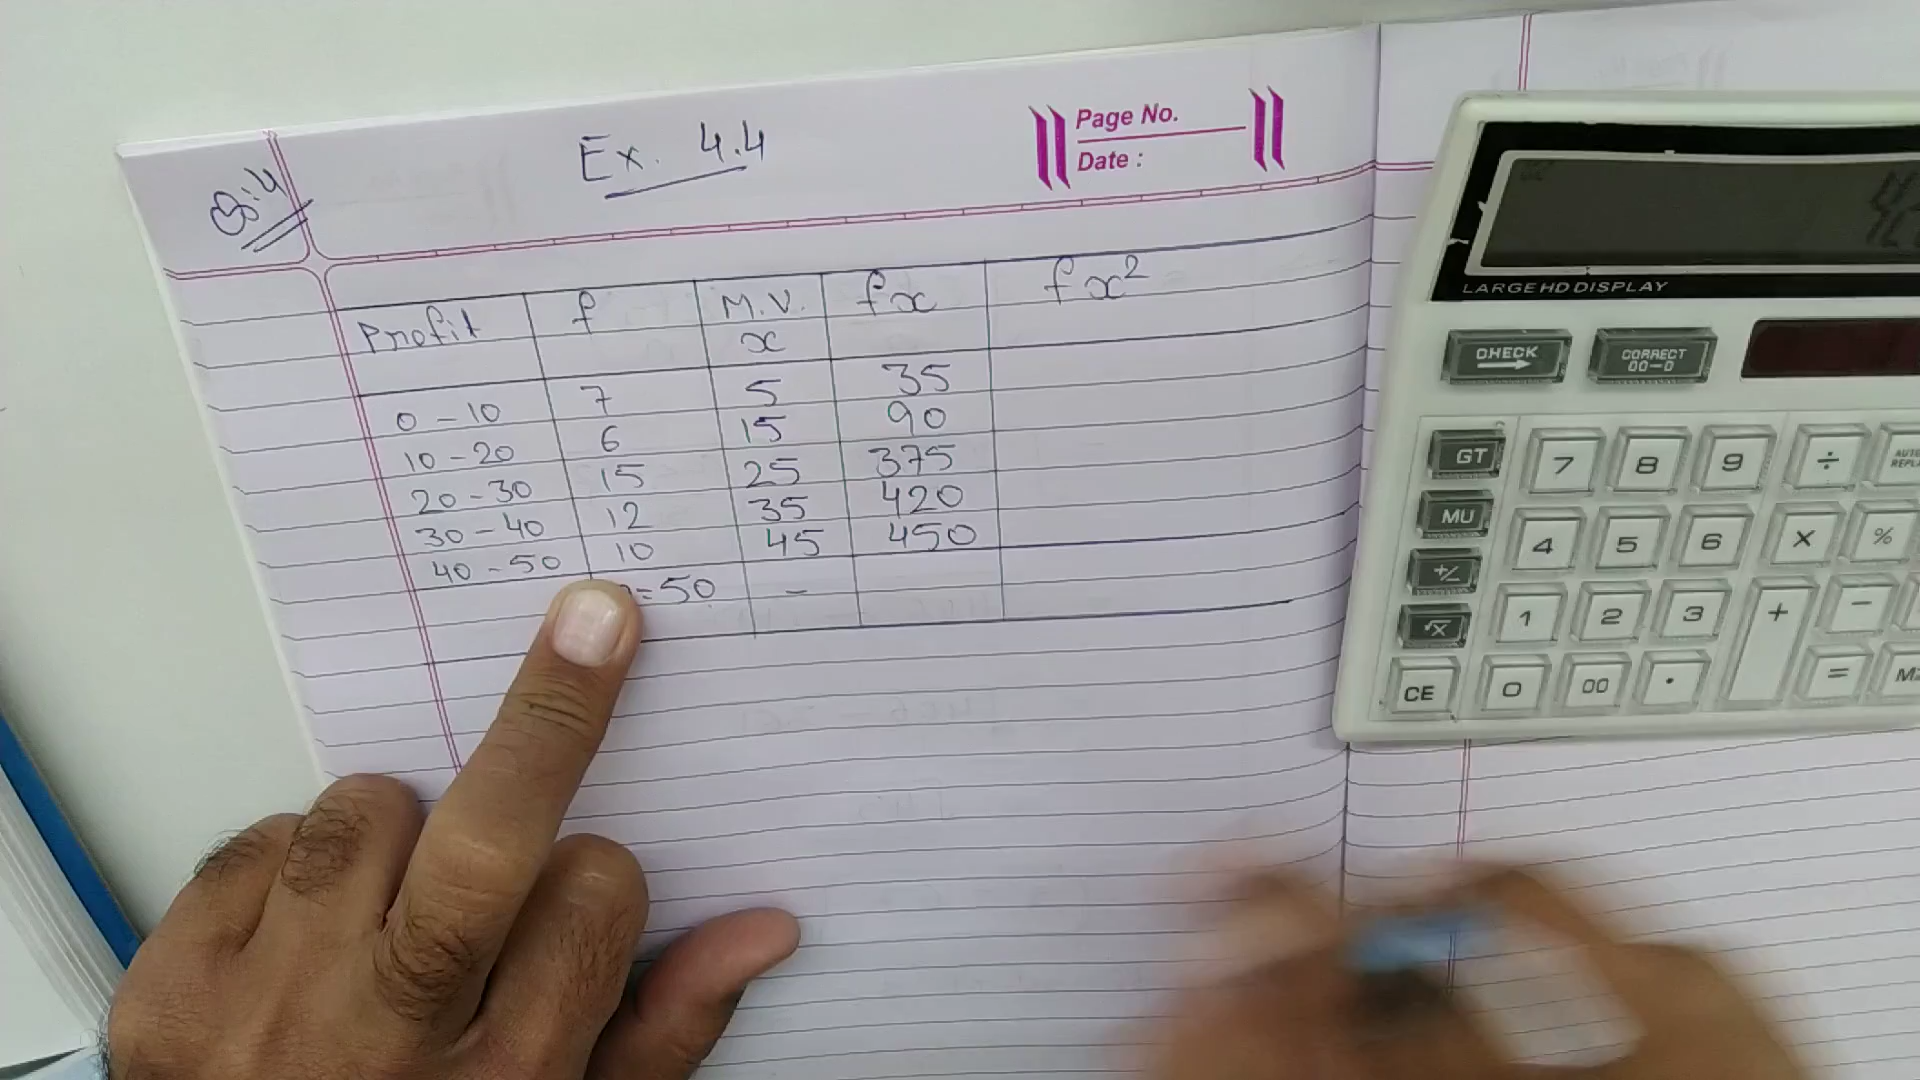 Ex. 4.4
Page No.
Date :
Profit f M.V. fx fx²
x
0 - 10 7 5 35
10 - 20 6 15 90
20 - 30 15 25 375
30 - 40 12 35 420
40 - 50 10 45 450
=50 -
LARGE HD DISPLAY
CHECK CORRECT
00→0
GT 7 8 9 ÷
MU 4 5 6 X %
+/- 1 2 3 + -
√X
CE 0 00 . =